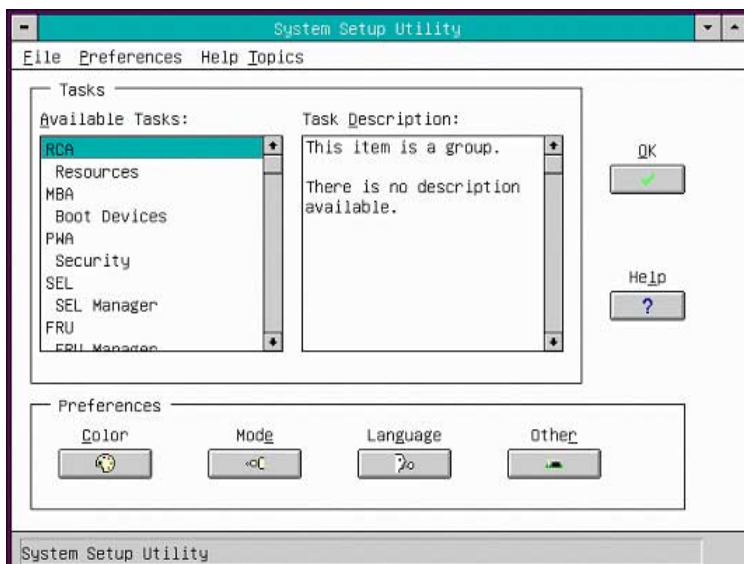 System Setup Utility
File Preferences Help Topics
Tasks
Available Tasks:
RCA
Resources
MBA
Boot Devices
PWA
Security
SEL
SEL Manager
FRU
FRU Manager
Task Description:
This item is a group.
There is no description
available.
OK
Help
?
Preferences
Color
Mode
Language
Other
System Setup Utility